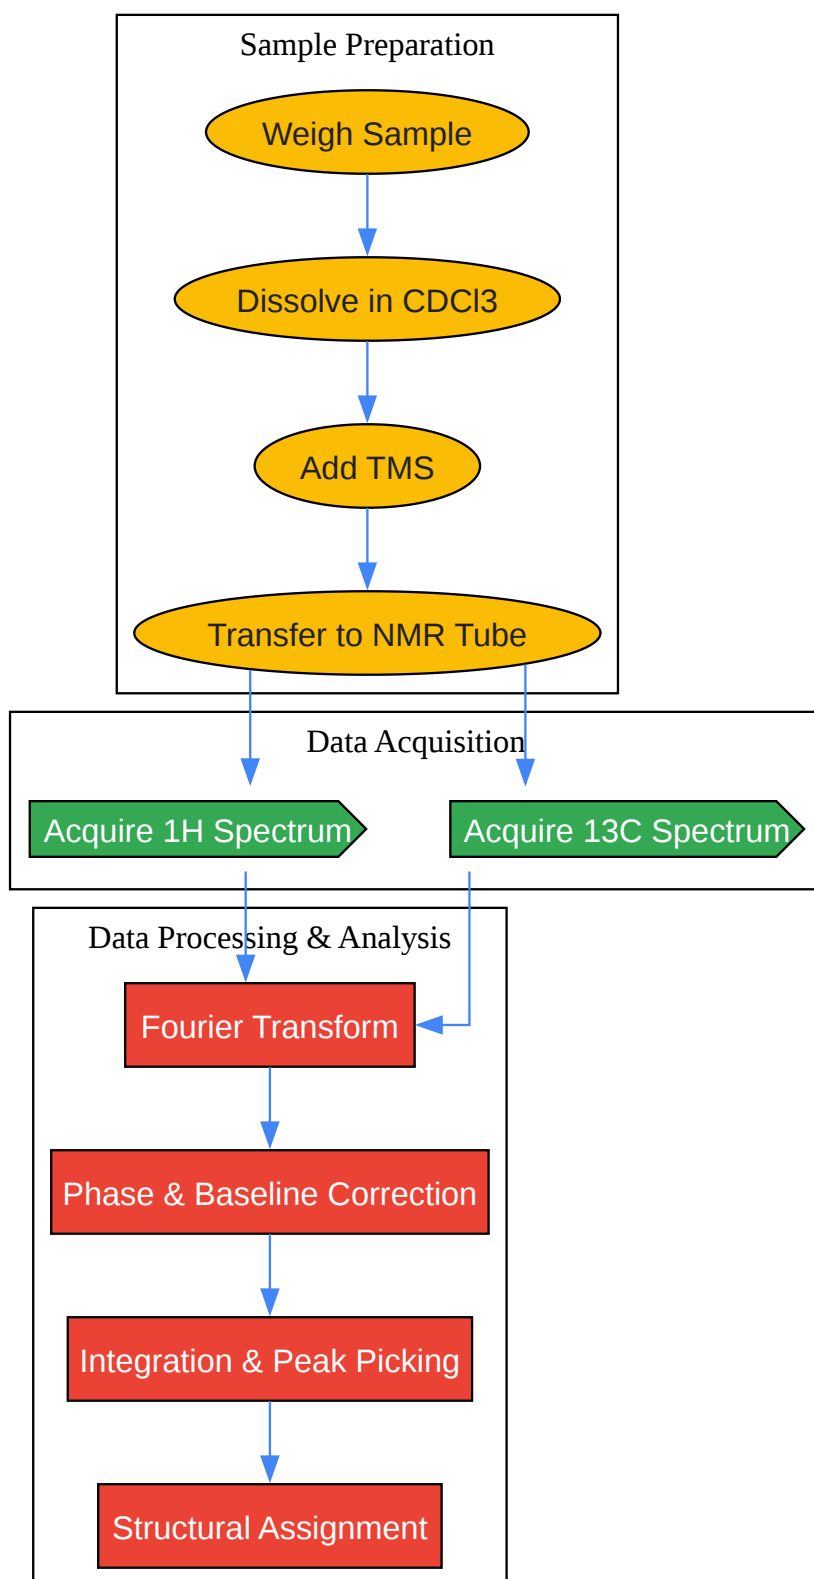 Sample Preparation
Weigh Sample
Dissolve in CDCl3
Add TMS
Transfer to NMR Tube
Data Acquisition
Acquire 1H Spectrum
Acquire 13C Spectrum
Data Processing & Analysis
Fourier Transform
Phase & Baseline Correction
Integration & Peak Picking
Structural Assignment